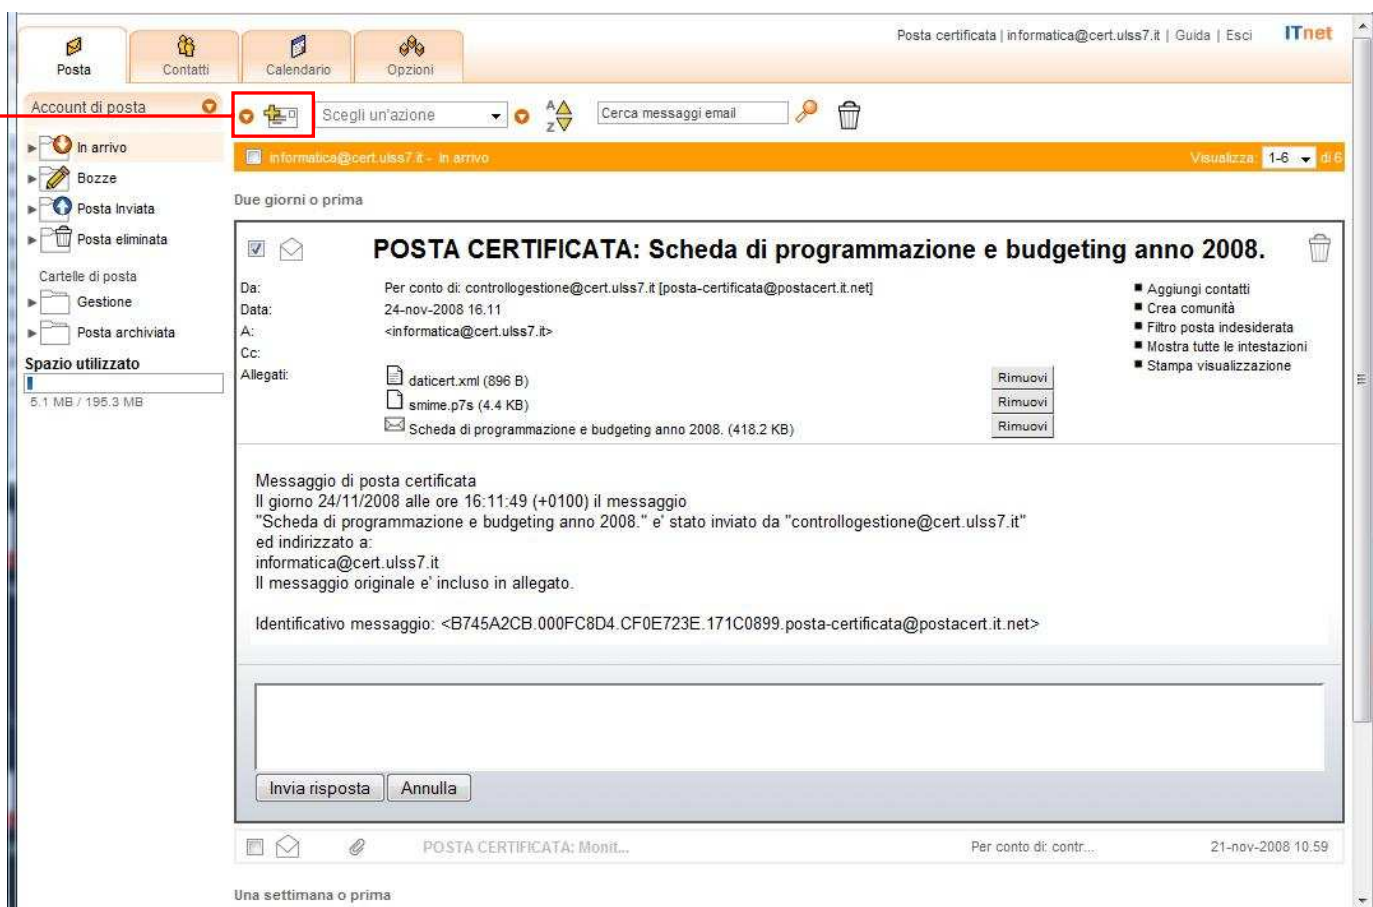 Posta certificata | informatica@cert.ulss7.it | Guida | Esci ITnet
Posta Contatti Calendario Opzioni
Account di posta
Scegli un'azione
A
Z
Cerca messaggi email
In arrivo
Bozze
Posta Inviata
Posta eliminata
Cartelle di posta
Gestione
Posta archiviata
Spazio utilizzato
5.1 MB / 195.3 MB
informatica@cert.ulss7.it - In arrivo Visualizza: 1-6 di 6
Due giorni o prima
POSTA CERTIFICATA: Scheda di programmazione e budgeting anno 2008.
Da: Per conto di: controllogestione@cert.ulss7.it [posta-certificata@postacert.it.net]
Data: 24-nov-2008 16.11
A: <informatica@cert.ulss7.it>
Cc:
Allegati: daticert.xml (896 B) Rimuovi
smime.p7s (4.4 KB) Rimuovi
Scheda di programmazione e budgeting anno 2008. (418.2 KB) Rimuovi
Aggiungi contatti
Crea comunità
Filtro posta indesiderata
Mostra tutte le intestazioni
Stampa visualizzazione
Messaggio di posta certificata
Il giorno 24/11/2008 alle ore 16:11:49 (+0100) il messaggio
"Scheda di programmazione e budgeting anno 2008." e' stato inviato da "controllogestione@cert.ulss7.it"
ed indirizzato a:
informatica@cert.ulss7.it
Il messaggio originale e' incluso in allegato.
Identificativo messaggio: <B745A2CB.000FC8D4.CF0E723E.171C0899.posta-certificata@postacert.it.net>
Invia risposta Annulla
POSTA CERTIFICATA: Monit... Per conto di: contr... 21-nov-2008 10.59
Una settimana o prima